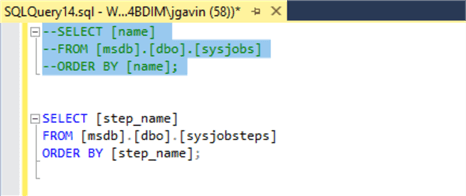 SQLQuery14.sql - W...4BDIM\jgavin (58))*
--SELECT [name]
--FROM [msdb].[dbo].[sysjobs]
--ORDER BY [name];
SELECT [step_name]
FROM [msdb].[dbo].[sysjobsteps]
ORDER BY [step_name];